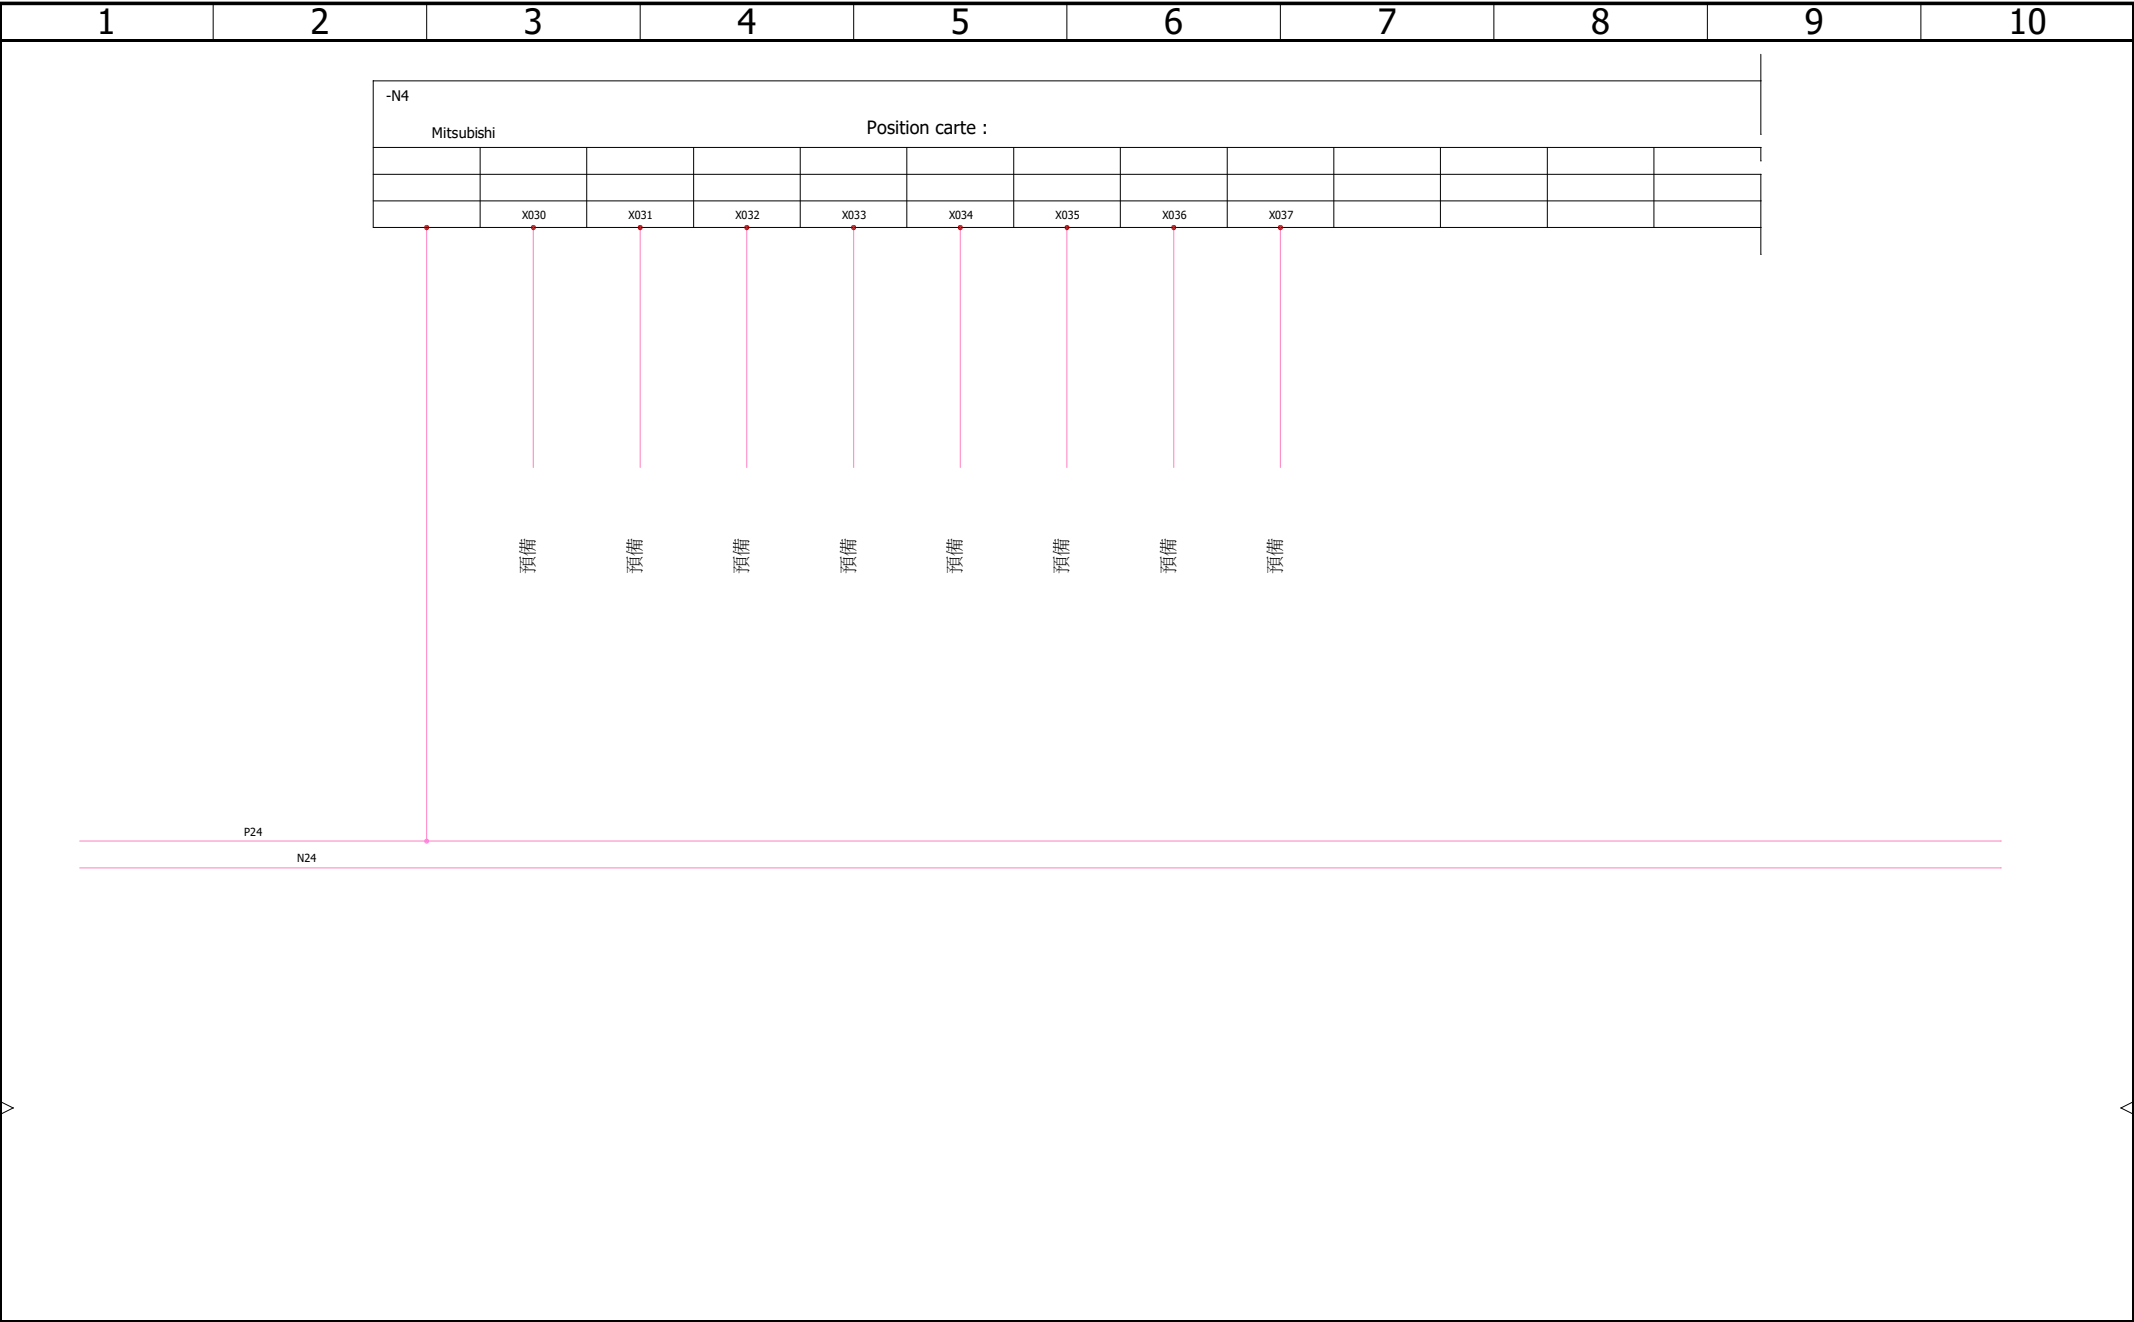 1 2 3 4 5 6 7 8 9 10
-N4
Mitsubishi
Position carte :
X030 X031 X032 X033 X034 X035 X036 X037
預備 預備 預備 預備 預備 預備 預備 預備
P24
N24